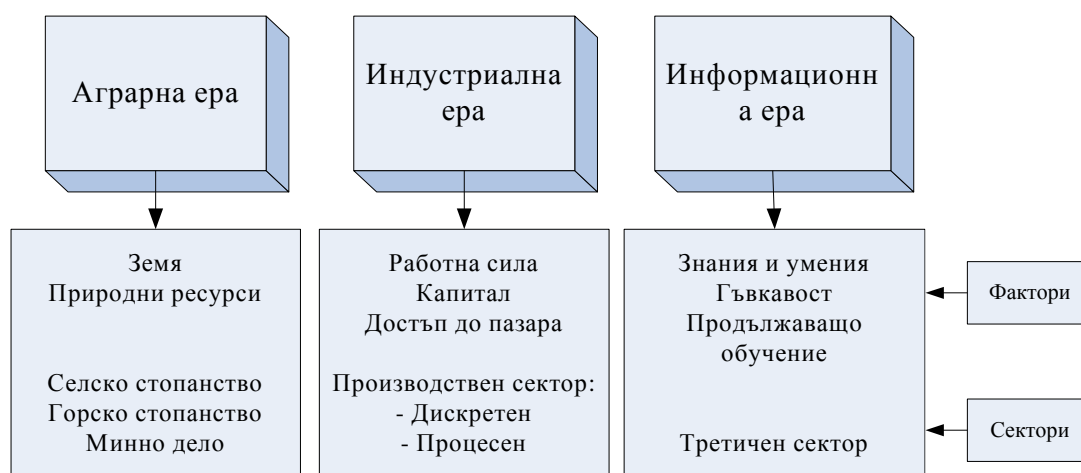 Аграрна ера
Индустриална
ера
Информационн
а ера
Земя
Природни ресурси
Селско стопанство
Горско стопанство
Минно дело
Работна сила
Капитал
Достъп до пазара
Производствен сектор:
- Дискретен
- Процесен
Знания и умения
Гъвкавост
Продължаващо
обучение
Третичен сектор
Фактори
Сектори